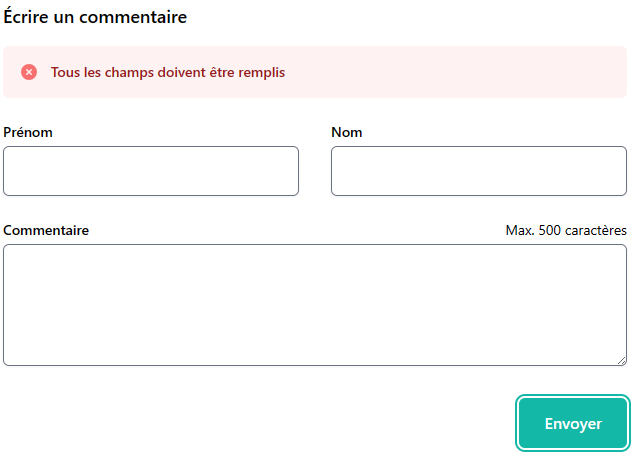 Écrire un commentaire
Tous les champs doivent être remplis
Prénom
Nom
Commentaire
Max. 500 caractères
Envoyer